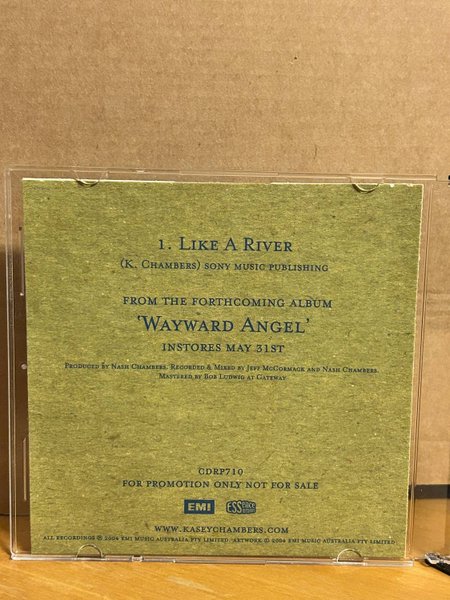 1. Like A River
(K. Chambers) Sony Music Publishing
From the forthcoming album
'Wayward Angel'
instores May 31st
Produced by Nash Chambers. Recorded & Mixed by Jeff McCormack and Nash Chambers.
Mastered by Bob Ludwig at Gateway
CDRP710
For promotion only not for sale
EMI ESSENCE
www.kaseychambers.com
All recordings ℗ 2004 EMI Music Australia Pty Limited. Artwork © 2004 EMI Music Australia Pty Limited.